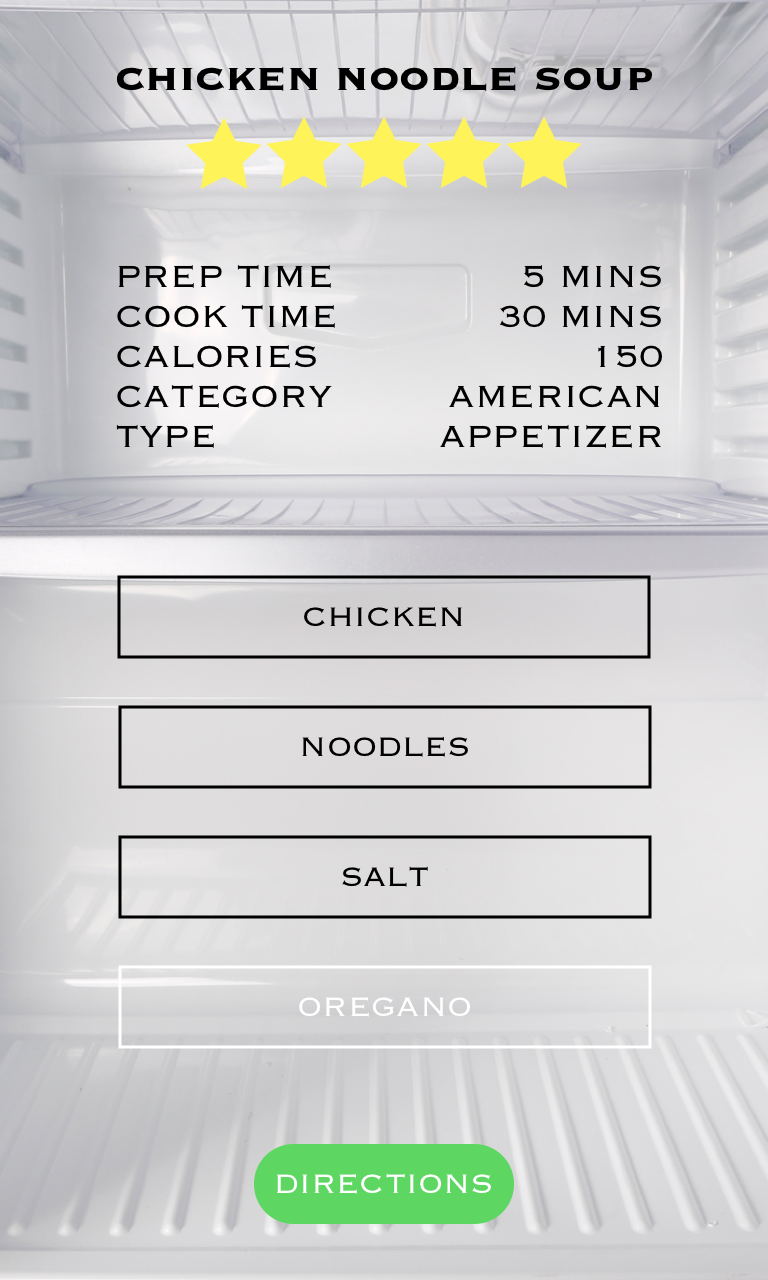 CHICKEN NOODLE SOUP
PREP TIME 5 MINS
COOK TIME 30 MINS
CALORIES 150
CATEGORY AMERICAN
TYPE APPETIZER
CHICKEN
NOODLES
SALT
OREGANO
DIRECTIONS